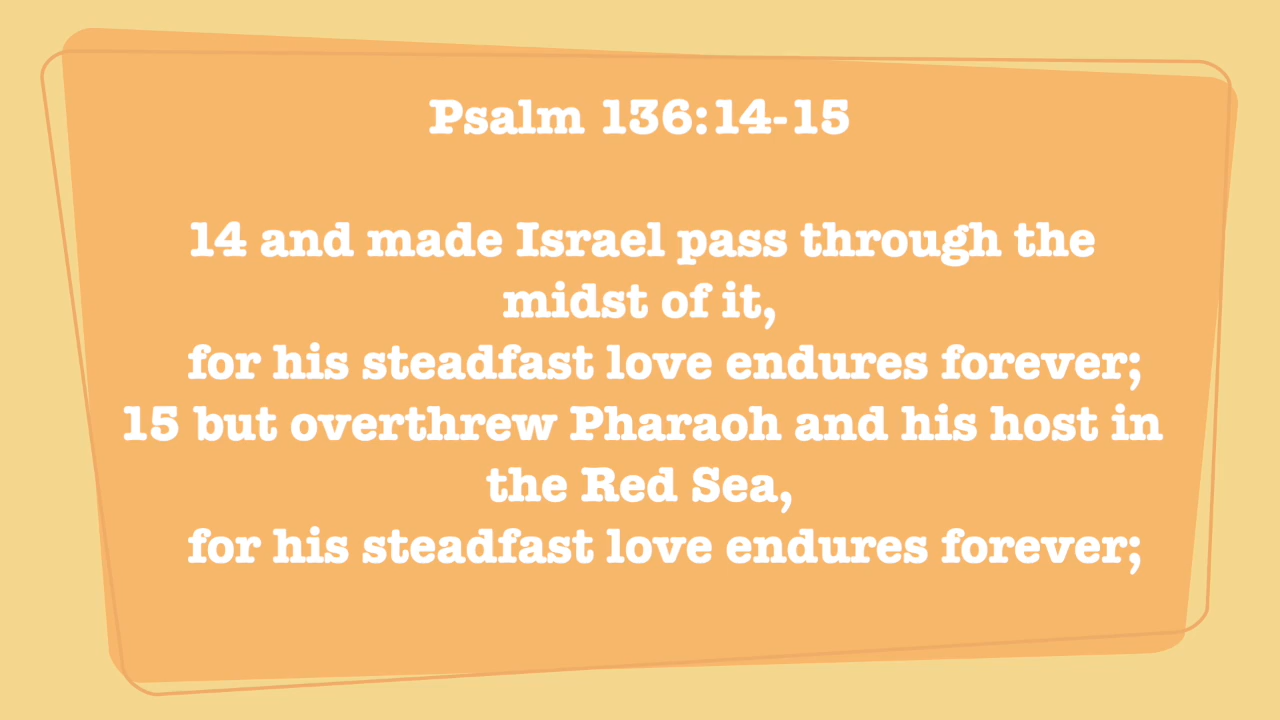 Psalm 136:14-15
14 and made Israel pass through the
midst of it,
for his steadfast love endures forever;
15 but overthrew Pharaoh and his host in
the Red Sea,
for his steadfast love endures forever;